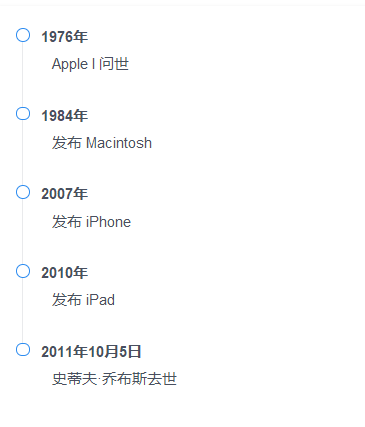 1976年
Apple I 问世
1984年
发布 Macintosh
2007年
发布 iPhone
2010年
发布 iPad
2011年10月5日
史蒂夫·乔布斯去世